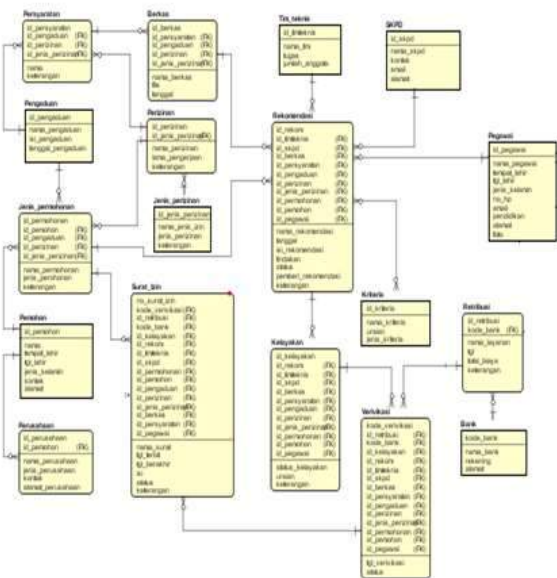 Persyaratan
id_persyaratan
id_pengaduan (FK)
id_perizinan (FK)
id_jenis_perizinan(FK)
nama
keterangan
Berkas
id_berkas
id_persyaratan (FK)
id_pengaduan (FK)
id_perizinan (FK)
id_jenis_perizinan(FK)
nama_berkas
file
tanggal
Tim_teknis
id_timteknis
nama_tim
tugas
jumlah_anggota
SKPD
id_skpd
nama_skpd
kontak
email
alamat
Pengaduan
id_pengaduan
nama_pengaduan
isi_pengaduan
tanggal_pengaduan
Perizinan
id_perizinan
id_jenis_perizinan(FK)
nama_perizinan
lama_pengerjaan
keterangan
Rekomendasi
id_rekom
id_timteknis (FK)
id_skpd (FK)
id_berkas (FK)
id_persyaratan (FK)
id_pengaduan (FK)
id_perizinan (FK)
id_jenis_perizinan(FK)
id_permohonan (FK)
id_pemohon (FK)
id_pegawai (FK)
nama_rekomendasi
tanggal
isi_rekomendasi
tindakan
status
pemberi_rekomendasi
keterangan
Pegawai
id_pegawai
nama_pegawai
tempat_lahir
tgl_lahir
jenis_kelamin
no_hp
email
pendidikan
alamat
Jenis_perizinan
id_jenis_perizinan
nama_jenis_izin
jenis_perizinan
keterangan
Jenis_permohonan
id_permohonan
id_pemohon (FK)
id_pengaduan (FK)
id_perizinan (FK)
id_jenis_perizinan(FK)
nama_permohonan
jenis_permohonan
keterangan
Surat_Izin
no_surat_izin
kode_verivikasi(FK)
id_retribusi (FK)
kode_bank (FK)
id_kelayakan (FK)
id_rekom (FK)
id_timteknis (FK)
id_skpd (FK)
id_permohonan (FK)
id_pemohon (FK)
id_pengaduan (FK)
id_perizinan (FK)
id_jenis_perizinan(FK)
id_berkas (FK)
id_persyaratan (FK)
id_pegawai (FK)
nama_surat
tgl_terbit
tgl_berakhir
isi
status
keterangan
Kriteria
id_kriteria
nama_kriteria
unsur
jenis_kriteria
Retribusi
id_retribusi
kode_bank (FK)
nama_layanan
tgl
total_biaya
keterangan
Pemohon
id_pemohon
nama
tempat_lahir
tgl_lahir
jenis_kelamin
kontak
alamat
Kelayakan
id_kelayakan
id_rekom (FK)
id_timteknis (FK)
id_skpd (FK)
id_berkas (FK)
id_persyaratan (FK)
id_pengaduan (FK)
id_perizinan (FK)
id_jenis_perizinan(FK)
id_permohonan (FK)
id_pemohon (FK)
id_pegawai (FK)
status_kelayakan
unsur
keterangan
Perusahaan
id_perusahaan
id_pemohon (FK)
nama_perusahaan
jenis_perusahaan
kontak
alamat_perusahaan
Bank
kode_bank
nama_bank
rekening
alamat
Verivikasi
kode_verivikasi
id_retribusi (FK)
kode_bank (FK)
id_kelayakan (FK)
id_rekom (FK)
id_timteknis (FK)
id_skpd (FK)
id_berkas (FK)
id_persyaratan (FK)
id_pengaduan (FK)
id_perizinan (FK)
id_jenis_perizinan(FK)
id_permohonan (FK)
id_pemohon (FK)
id_pegawai (FK)
tgl_verivikasi
status